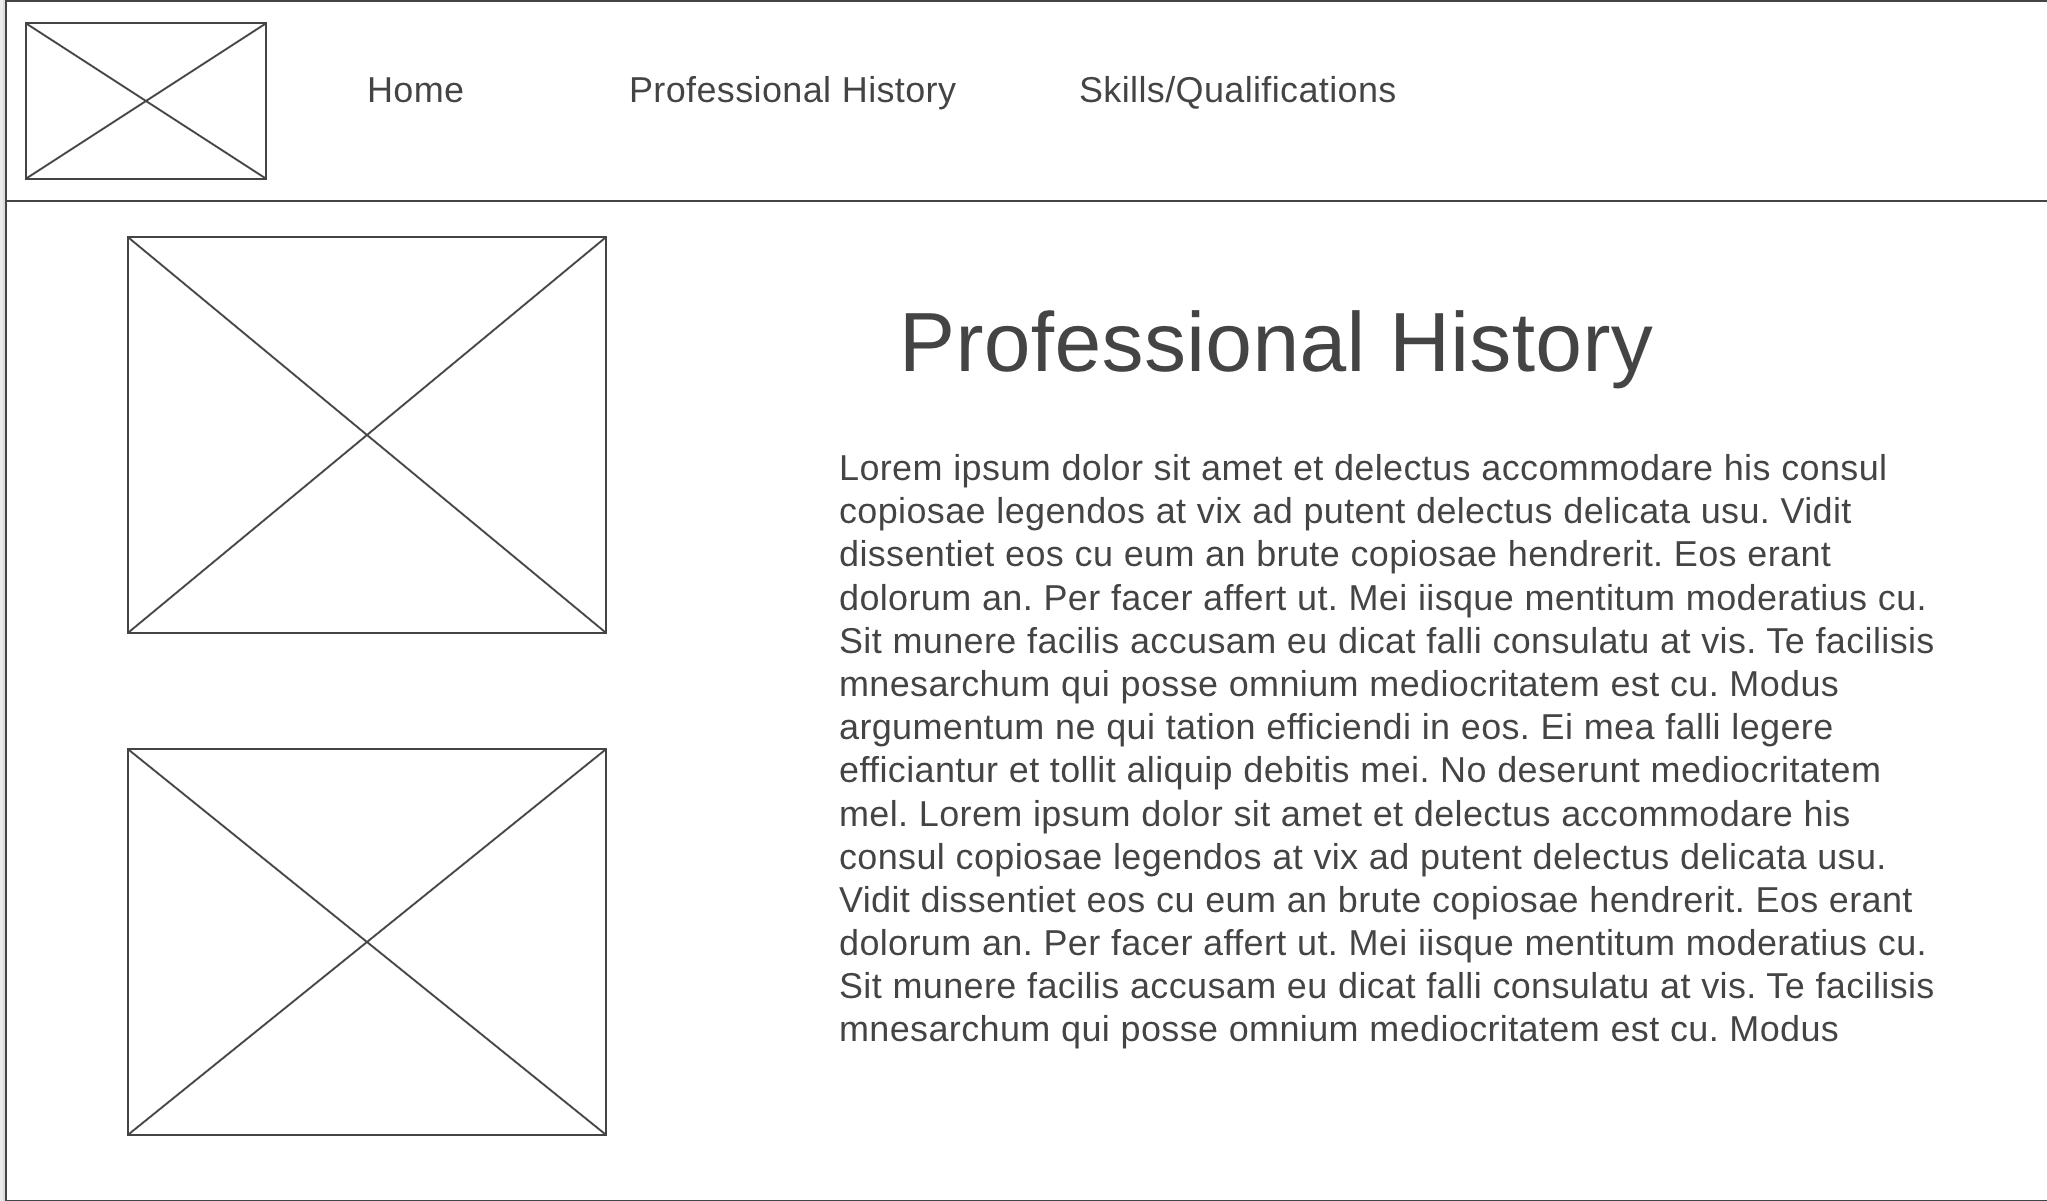 Home Professional History Skills/Qualifications
Professional History
Lorem ipsum dolor sit amet et delectus accommodare his consul
copiosae legendos at vix ad putent delectus delicata usu. Vidit
dissentiet eos cu eum an brute copiosae hendrerit. Eos erant
dolorum an. Per facer affert ut. Mei iisque mentitum moderatius cu.
Sit munere facilis accusam eu dicat falli consulatu at vis. Te facilisis
mnesarchum qui posse omnium mediocritatem est cu. Modus
argumentum ne qui tation efficiendi in eos. Ei mea falli legere
efficiantur et tollit aliquip debitis mei. No deserunt mediocritatem
mel. Lorem ipsum dolor sit amet et delectus accommodare his
consul copiosae legendos at vix ad putent delectus delicata usu.
Vidit dissentiet eos cu eum an brute copiosae hendrerit. Eos erant
dolorum an. Per facer affert ut. Mei iisque mentitum moderatius cu.
Sit munere facilis accusam eu dicat falli consulatu at vis. Te facilisis
mnesarchum qui posse omnium mediocritatem est cu. Modus